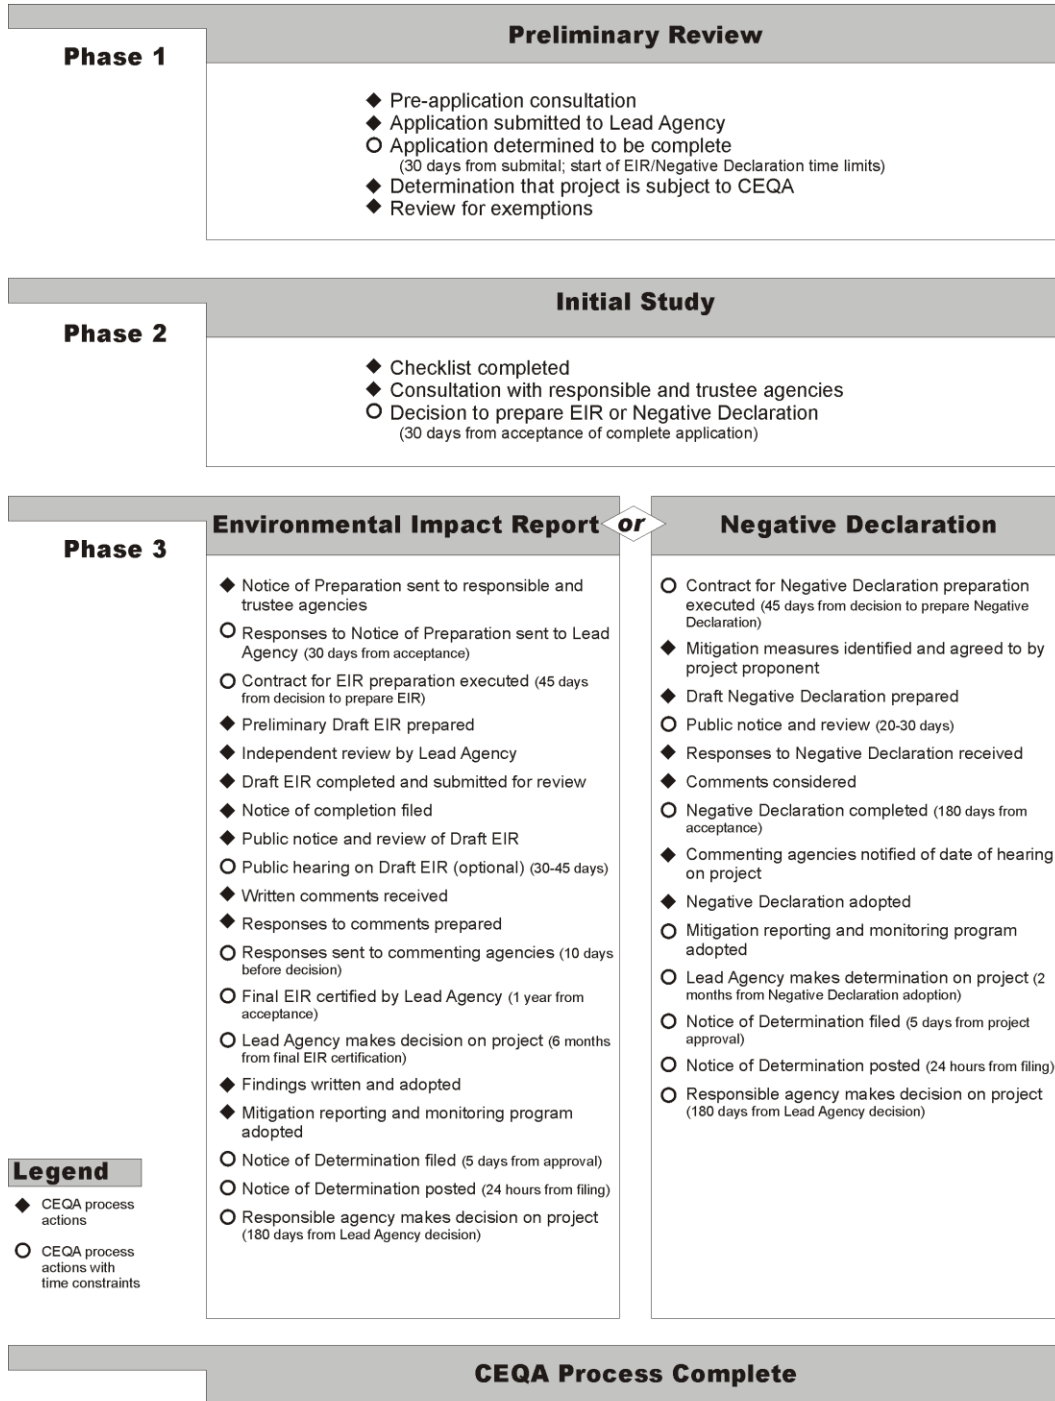 Preliminary Review
Phase 1
Pre-application consultation
Application submitted to Lead Agency
Application determined to be complete
(30 days from submital; start of EIR/Negative Declaration time limits)
Determination that project is subject to CEQA
Review for exemptions
Initial Study
Phase 2
Checklist completed
Consultation with responsible and trustee agencies
Decision to prepare EIR or Negative Declaration
(30 days from acceptance of complete application)
Environmental Impact Report
or
Negative Declaration
Phase 3
Notice of Preparation sent to responsible and
trustee agencies
Responses to Notice of Preparation sent to Lead
Agency (30 days from acceptance)
Contract for EIR preparation executed (45 days
from decision to prepare EIR)
Preliminary Draft EIR prepared
Independent review by Lead Agency
Draft EIR completed and submitted for review
Notice of completion filed
Public notice and review of Draft EIR
Public hearing on Draft EIR (optional) (30-45 days)
Written comments received
Responses to comments prepared
Responses sent to commenting agencies (10 days
before decision)
Final EIR certified by Lead Agency (1 year from
acceptance)
Lead Agency makes decision on project (6 months
from final EIR certification)
Findings written and adopted
Mitigation reporting and monitoring program
adopted
Notice of Determination filed (5 days from approval)
Notice of Determination posted (24 hours from filing)
Responsible agency makes decision on project
(180 days from Lead Agency decision)
Contract for Negative Declaration preparation
executed (45 days from decision to prepare Negative
Declaration)
Mitigation measures identified and agreed to by
project proponent
Draft Negative Declaration prepared
Public notice and review (20-30 days)
Responses to Negative Declaration received
Comments considered
Negative Declaration completed (180 days from
acceptance)
Commenting agencies notified of date of hearing
on project
Negative Declaration adopted
Mitigation reporting and monitoring program
adopted
Lead Agency makes determination on project (2
months from Negative Declaration adoption)
Notice of Determination filed (5 days from project
approval)
Notice of Determination posted (24 hours from filing)
Responsible agency makes decision on project
(180 days from Lead Agency decision)
Legend
CEQA process
actions
CEQA process
actions with
time constraints
CEQA Process Complete